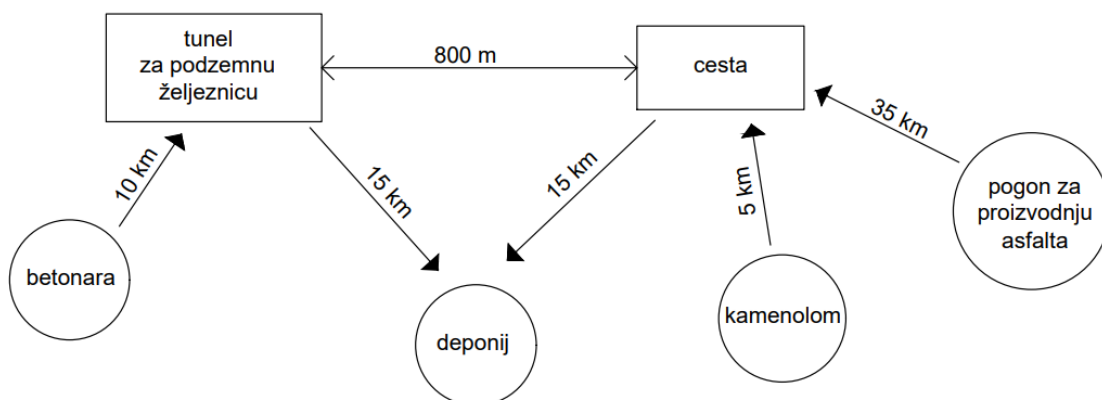 tunel
za podzemnu
željeznicu
800 m
cesta
10 km
15 km
15 km
5 km
35 km
betonara
deponij
kamenolom
pogon za
proizvodnju
asfalta